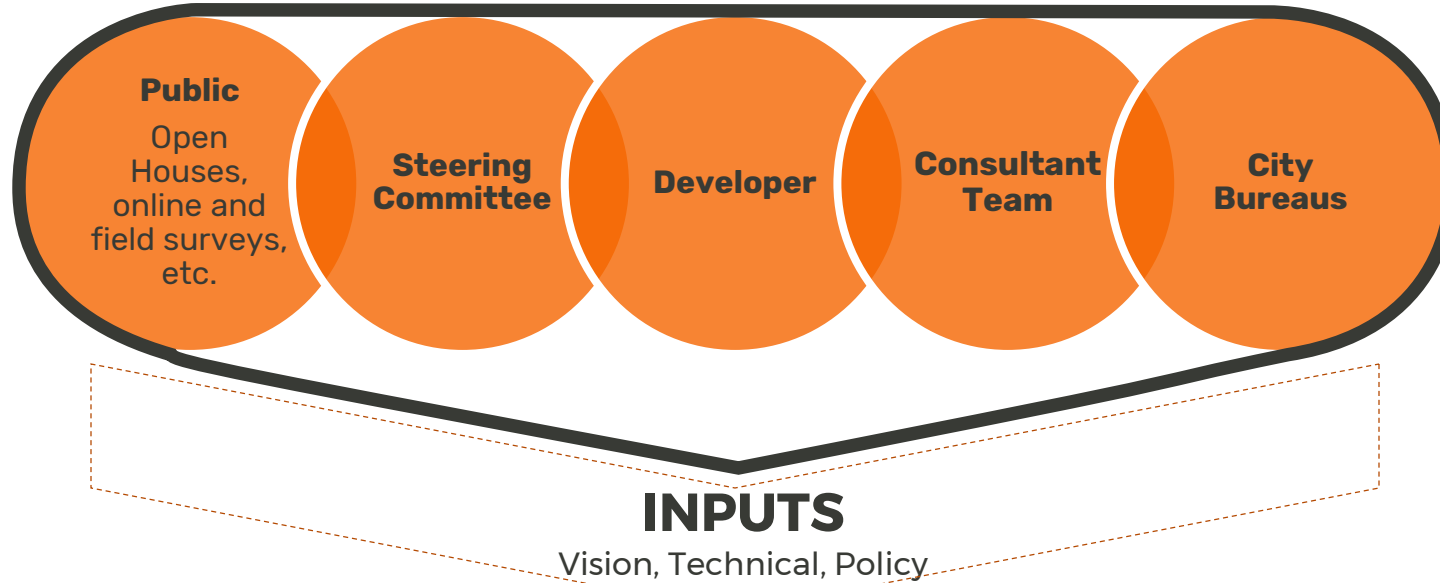 Public
Open
Houses,
online and
field surveys,
etc.
Steering
Committee
Developer
Consultant
Team
City
Bureaus
INPUTS
Vision, Technical, Policy